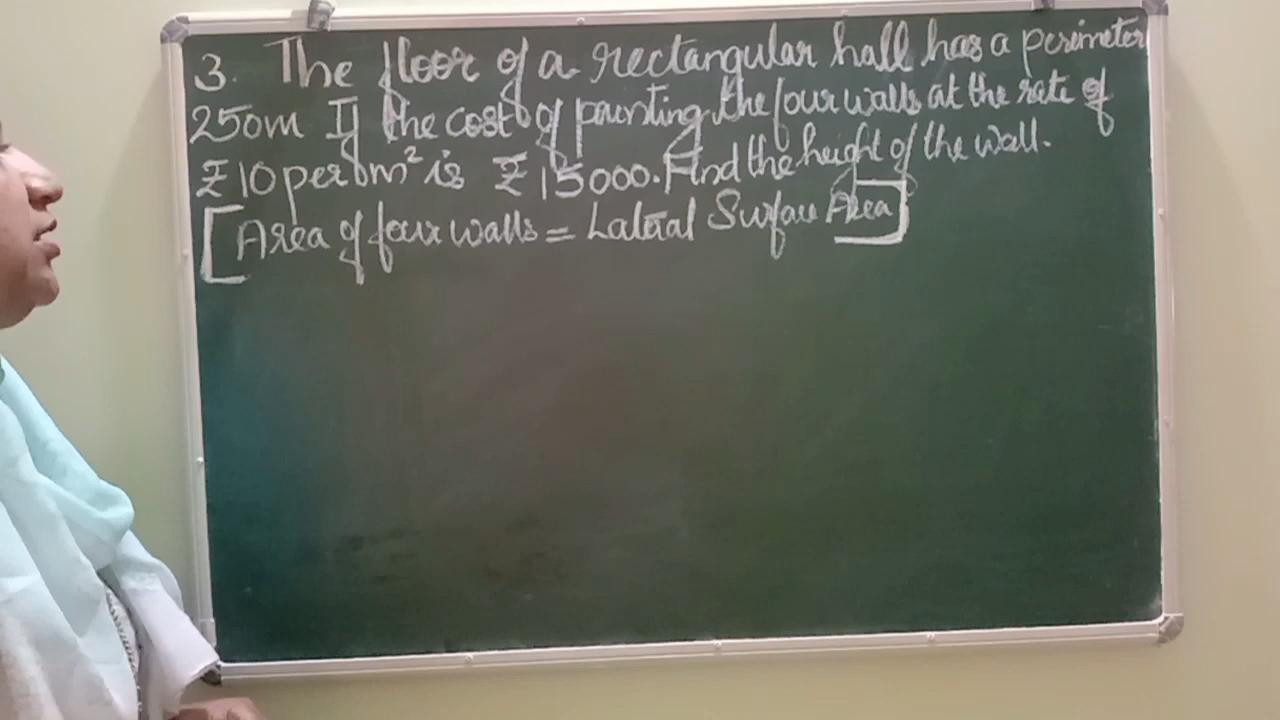 3. The floor of a rectangular hall has a perimeter
250m If the cost of painting the four walls at the rate of
₹10 per m² is ₹15000. Find the height of the wall.
[Area of four walls = Lateral Surface Area]